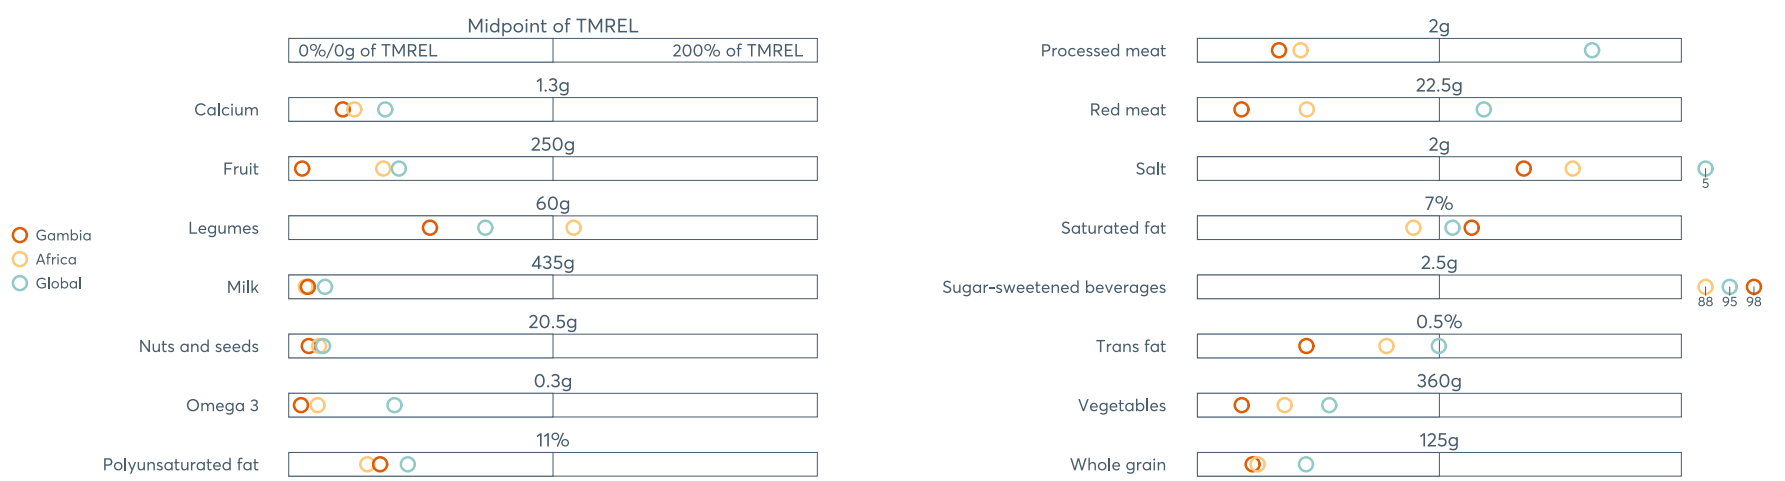 Midpoint of TMREL
0%/0g of TMREL 200% of TMREL
1.3g
Calcium
250g
Fruit
60g
Legumes
435g
Milk
20.5g
Nuts and seeds
0.3g
Omega 3
11%
Polyunsaturated fat
Gambia
Africa
Global
2g
Processed meat
22.5g
Red meat
2g
Salt
5
7%
Saturated fat
2.5g
Sugar-sweetened beverages
88 95 98
0.5%
Trans fat
360g
Vegetables
125g
Whole grain